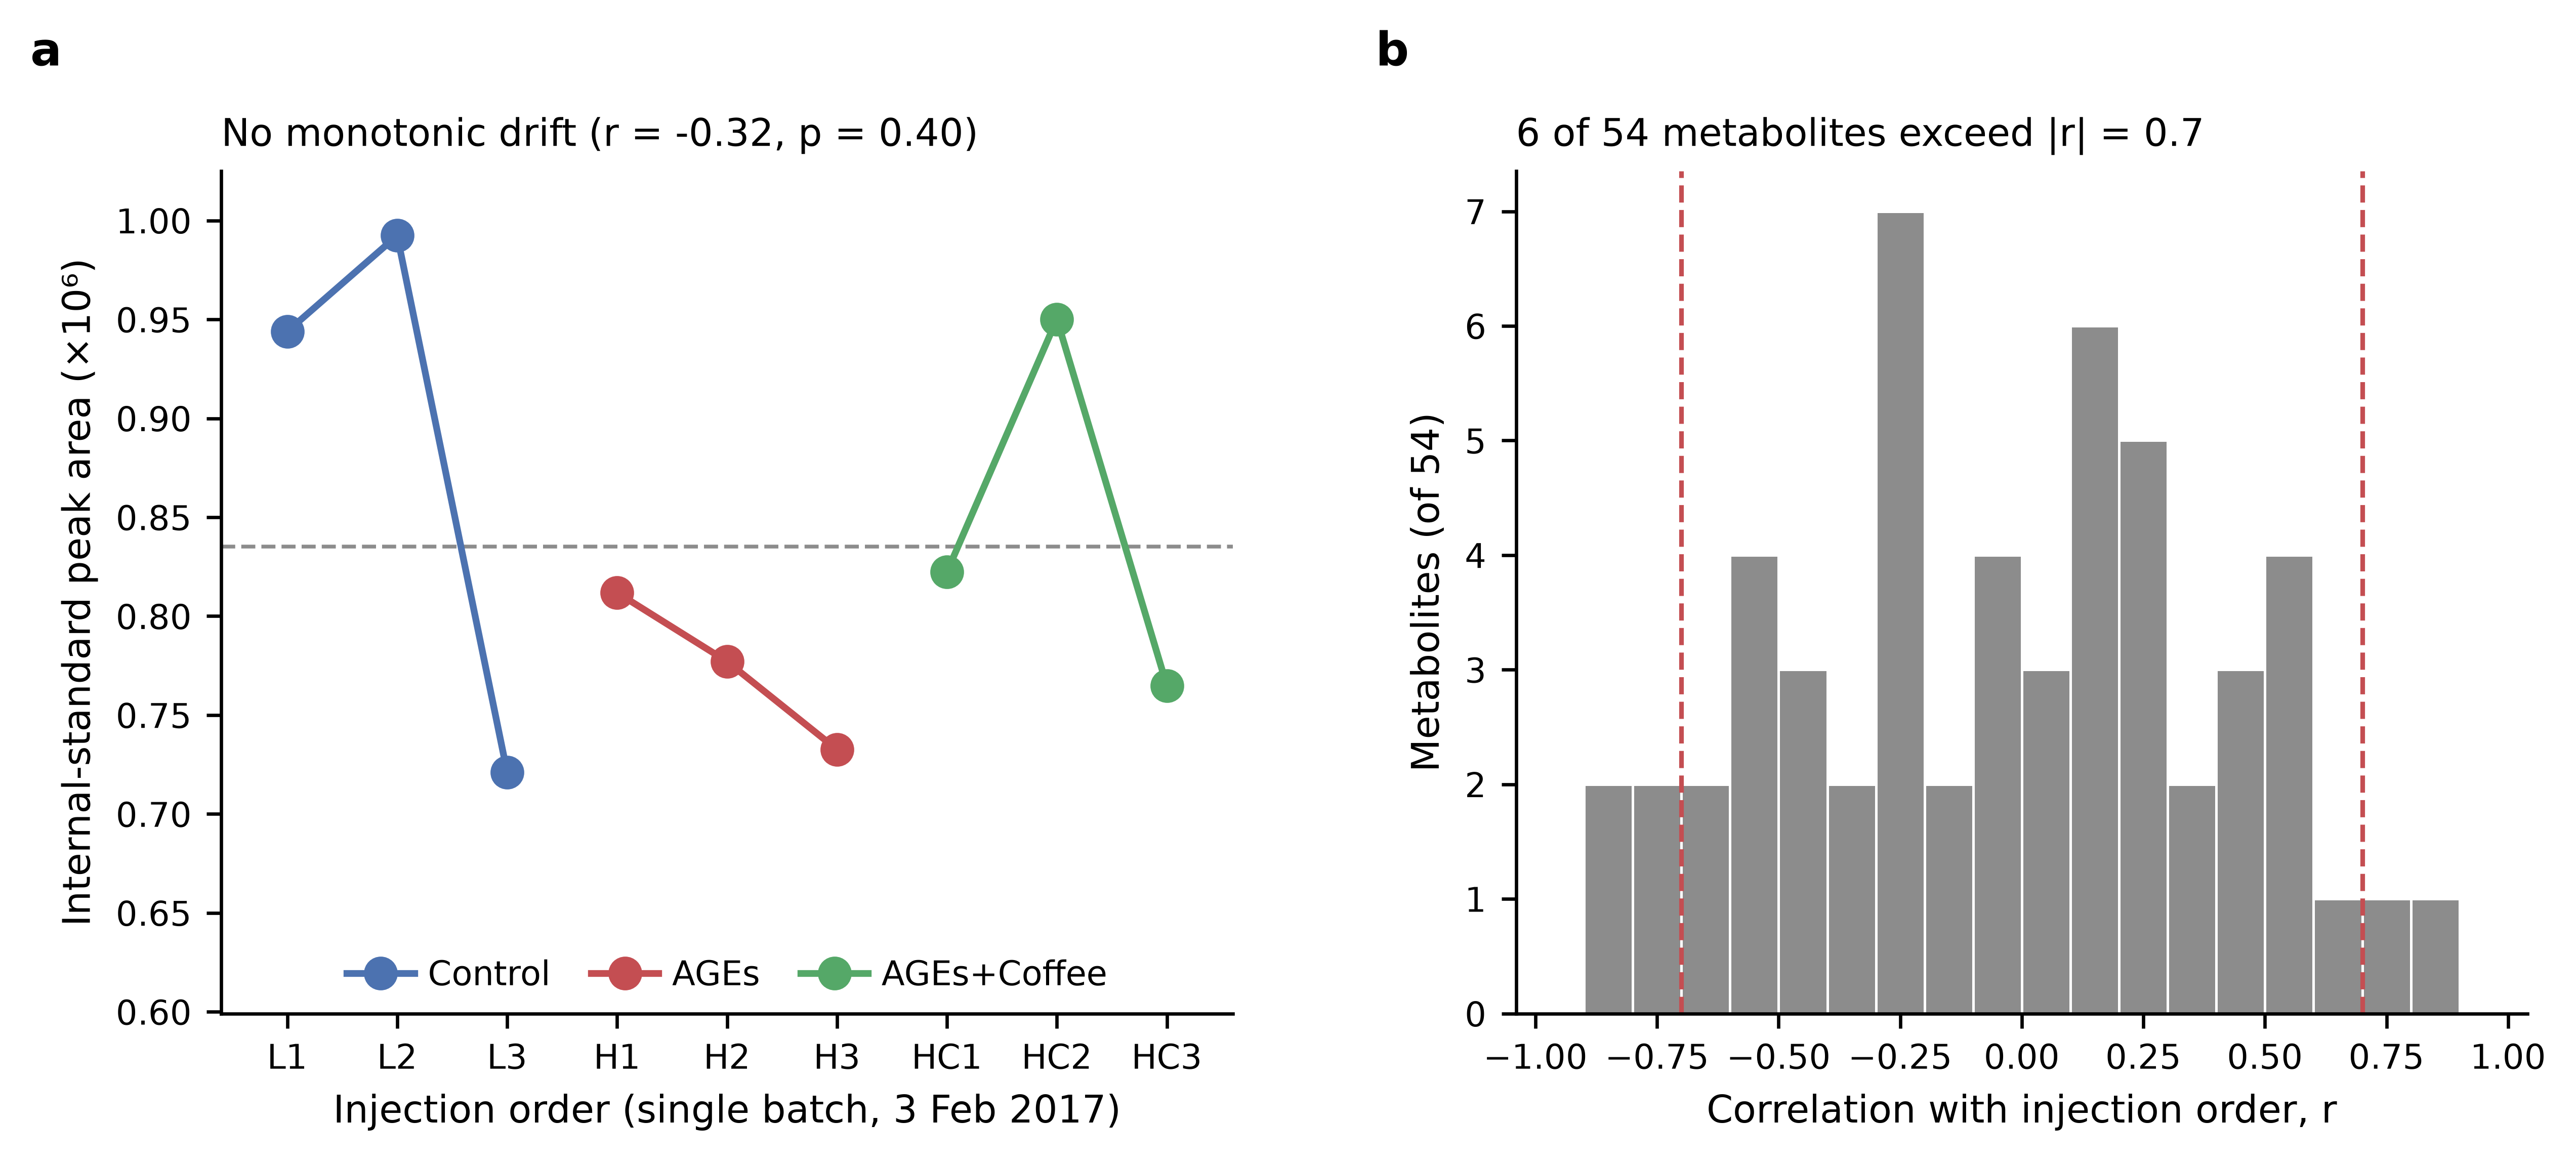 a
No monotonic drift (r = -0.32, p = 0.40)
Internal-standard peak area (×10⁶)
1.00
0.95
0.90
0.85
0.80
0.75
0.70
0.65
0.60
Control
AGEs
AGEs+Coffee
L1 L2 L3 H1 H2 H3 HC1 HC2 HC3
Injection order (single batch, 3 Feb 2017)
b
6 of 54 metabolites exceed |r| = 0.7
Metabolites (of 54)
7
6
5
4
3
2
1
0
−1.00 −0.75 −0.50 −0.25 0.00 0.25 0.50 0.75 1.00
Correlation with injection order, r